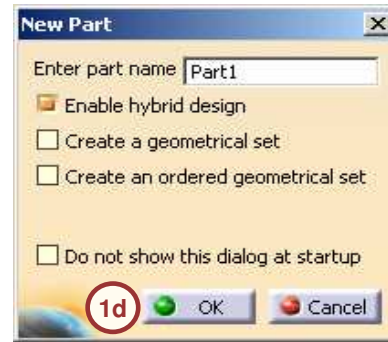 New Part
Enter part name Part1
Enable hybrid design
Create a geometrical set
Create an ordered geometrical set
Do not show this dialog at startup
1d OK Cancel